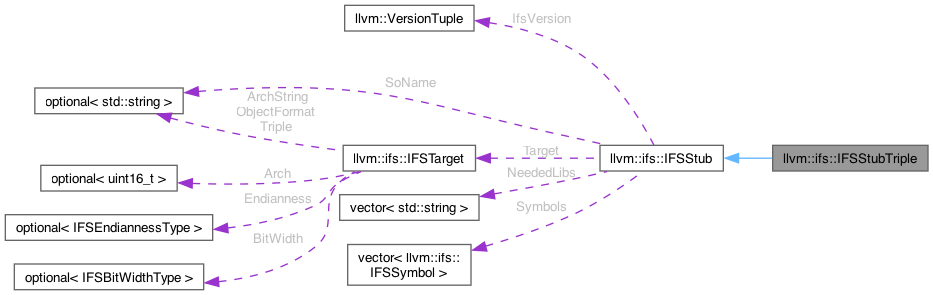 llvm::VersionTuple
IfsVersion
SoName
optional< std::string >
ArchString
ObjectFormat
Triple
llvm::ifs::IFSTarget
Target
llvm::ifs::IFSStub
llvm::ifs::IFSStubTriple
Arch
NeededLibs
optional< uint16_t >
Endianness
vector< std::string >
Symbols
optional< IFSEndiannessType >
BitWidth
vector< llvm::ifs::
IFSSymbol >
optional< IFSBitWidthType >